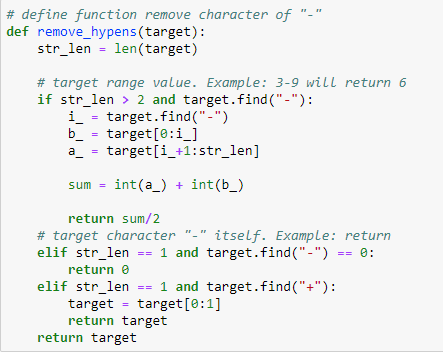 # define function remove character of "-"
def remove_hypens(target):
    str_len = len(target)

    # target range value. Example: 3-9 will return 6
    if str_len > 2 and target.find("-"):
        i_ = target.find("-")
        b_ = target[0:i_]
        a_ = target[i_+1:str_len]

        sum = int(a_) + int(b_)

        return sum/2
    # target character "-" itself. Example: return
    elif str_len == 1 and target.find("-") == 0:
        return 0
    elif str_len == 1 and target.find("+"):
        target = target[0:1]
        return target
    return target